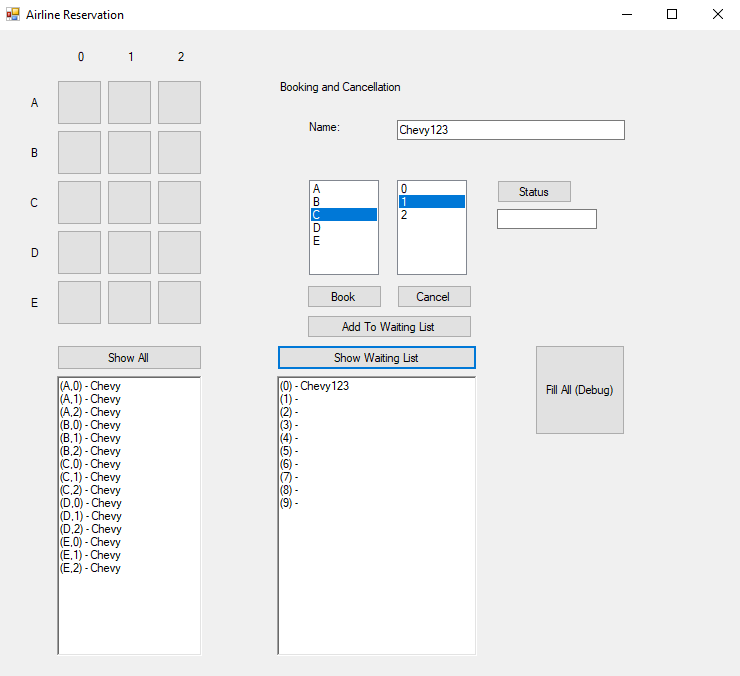 Airline Reservation
0 1 2
A
B
C
D
E
Show All
(A,0) - Chevy
(A,1) - Chevy
(A,2) - Chevy
(B,0) - Chevy
(B,1) - Chevy
(B,2) - Chevy
(C,0) - Chevy
(C,1) - Chevy
(C,2) - Chevy
(D,0) - Chevy
(D,1) - Chevy
(D,2) - Chevy
(E,0) - Chevy
(E,1) - Chevy
(E,2) - Chevy
Booking and Cancellation
Name: Chevy123
A
B
C
D
E
0
1
2
Status
Book Cancel
Add To Waiting List
Show Waiting List
(0) - Chevy123
(1) -
(2) -
(3) -
(4) -
(5) -
(6) -
(7) -
(8) -
(9) -
Fill All (Debug)